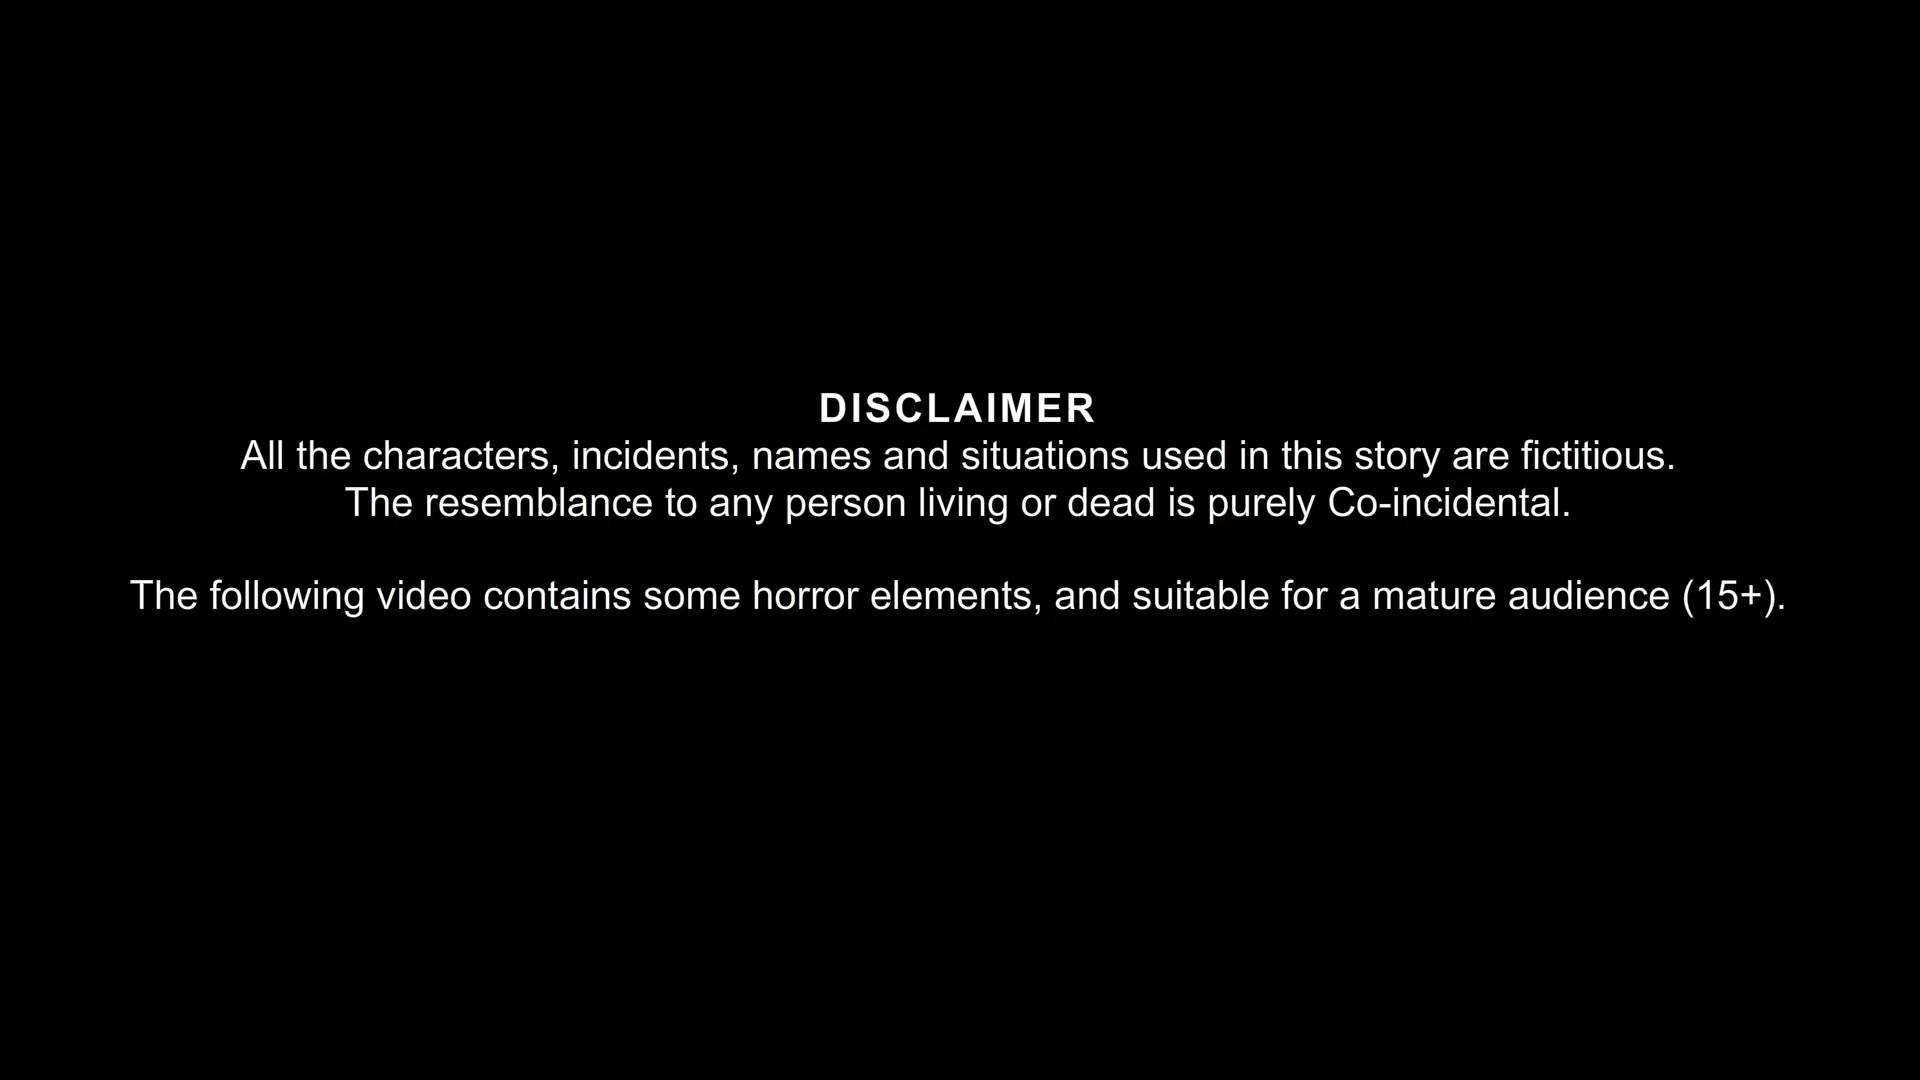 DISCLAIMER
All the characters, incidents, names and situations used in this story are fictitious.
The resemblance to any person living or dead is purely Co-incidental.
The following video contains some horror elements, and suitable for a mature audience (15+).